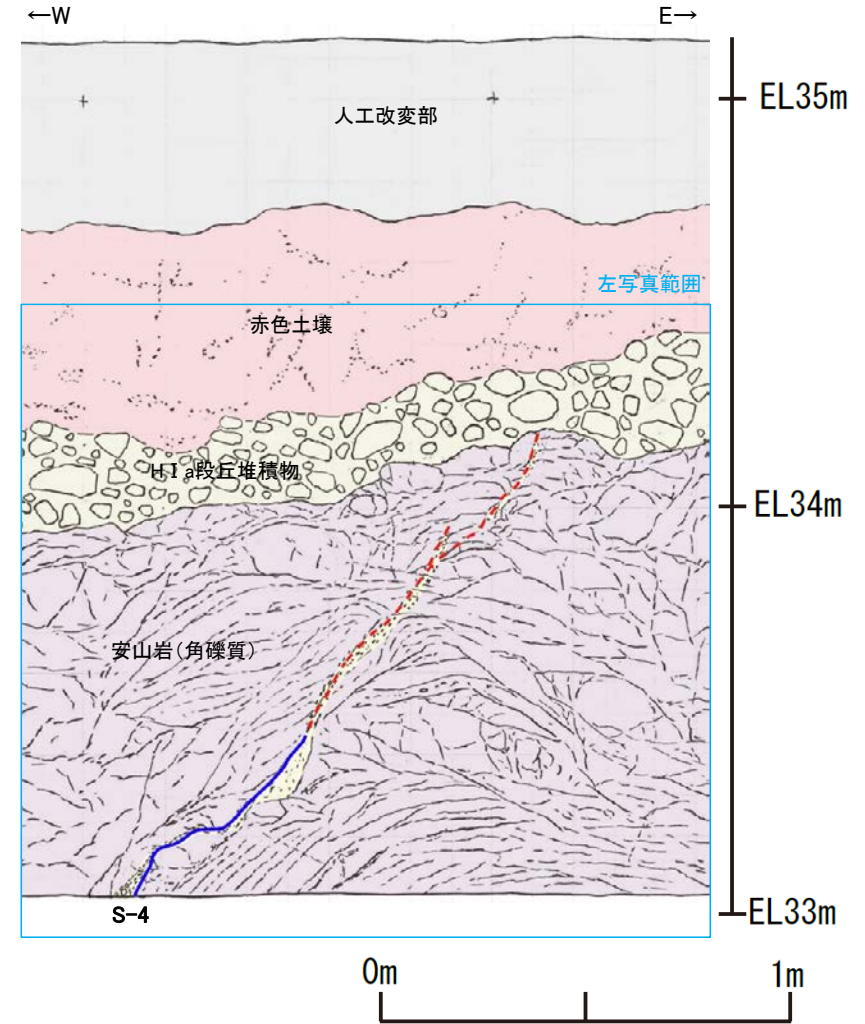 ←W
E→
EL35m
人工改変部
左写真範囲
赤色土壌
HⅠa段丘堆積物
EL34m
安山岩(角礫質)
S-4
EL33m
0m
1m